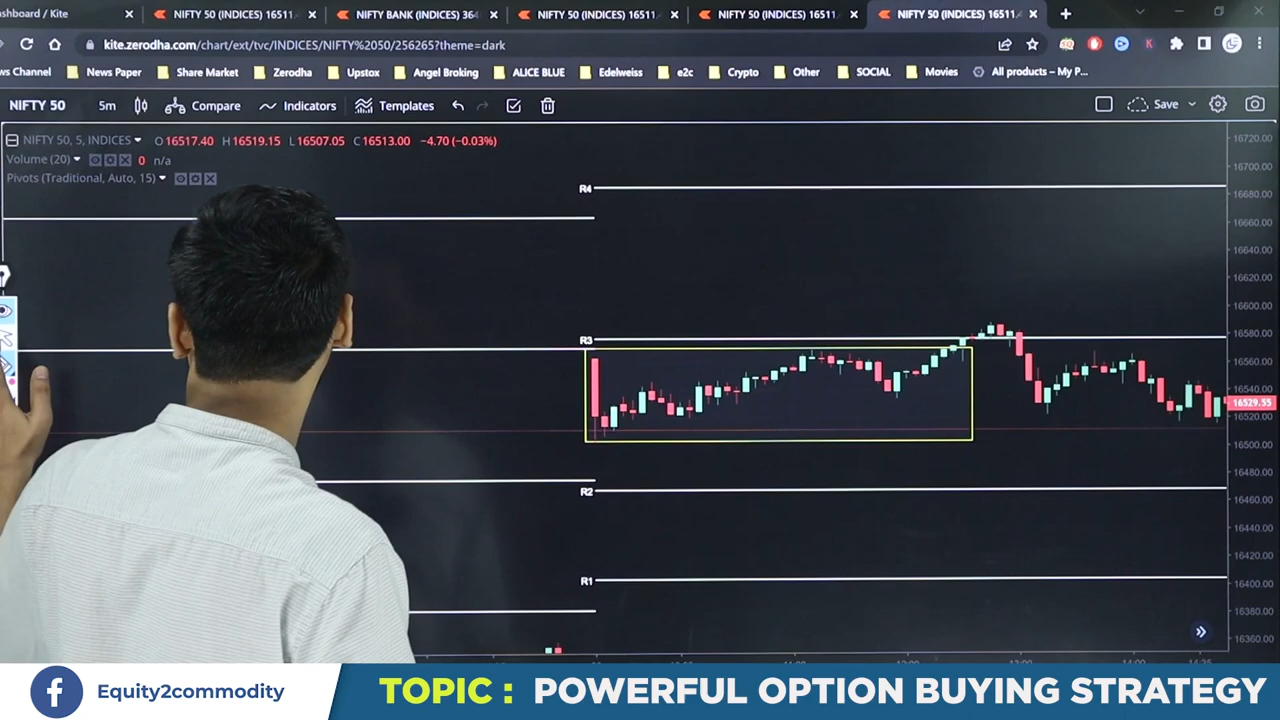 ashboard / Kite
NIFTY 50 (INDICES) 16511.
NIFTY BANK (INDICES) 364
NIFTY 50 (INDICES) 16511.
NIFTY 50 (INDICES) 16511.
NIFTY 50 (INDICES) 16511.
kite.zerodha.com/chart/ext/tvc/INDICES/NIFTY%2050/256265?theme=dark
ws Channel
News Paper
Share Market
Zerodha
Upstox
Angel Broking
ALICE BLUE
Edelweiss
e2c
Crypto
Other
SOCIAL
Movies
All products – My P...
NIFTY 50
5m
Compare
Indicators
Templates
Save
NIFTY 50, 5, INDICES
O 16517.40 H 16519.15 L 16507.05 C 16513.00 −4.70 (−0.03%)
Volume (20) 0 n/a
Pivots (Traditional, Auto, 15)
R4
R3
R2
R1
16720.00
16700.00
16680.00
16660.00
16640.00
16620.00
16600.00
16580.00
16560.00
16540.00
16529.55
16520.00
16500.00
16480.00
16460.00
16440.00
16420.00
16400.00
16380.00
16360.00
Equity2commodity
TOPIC : POWERFUL OPTION BUYING STRATEGY